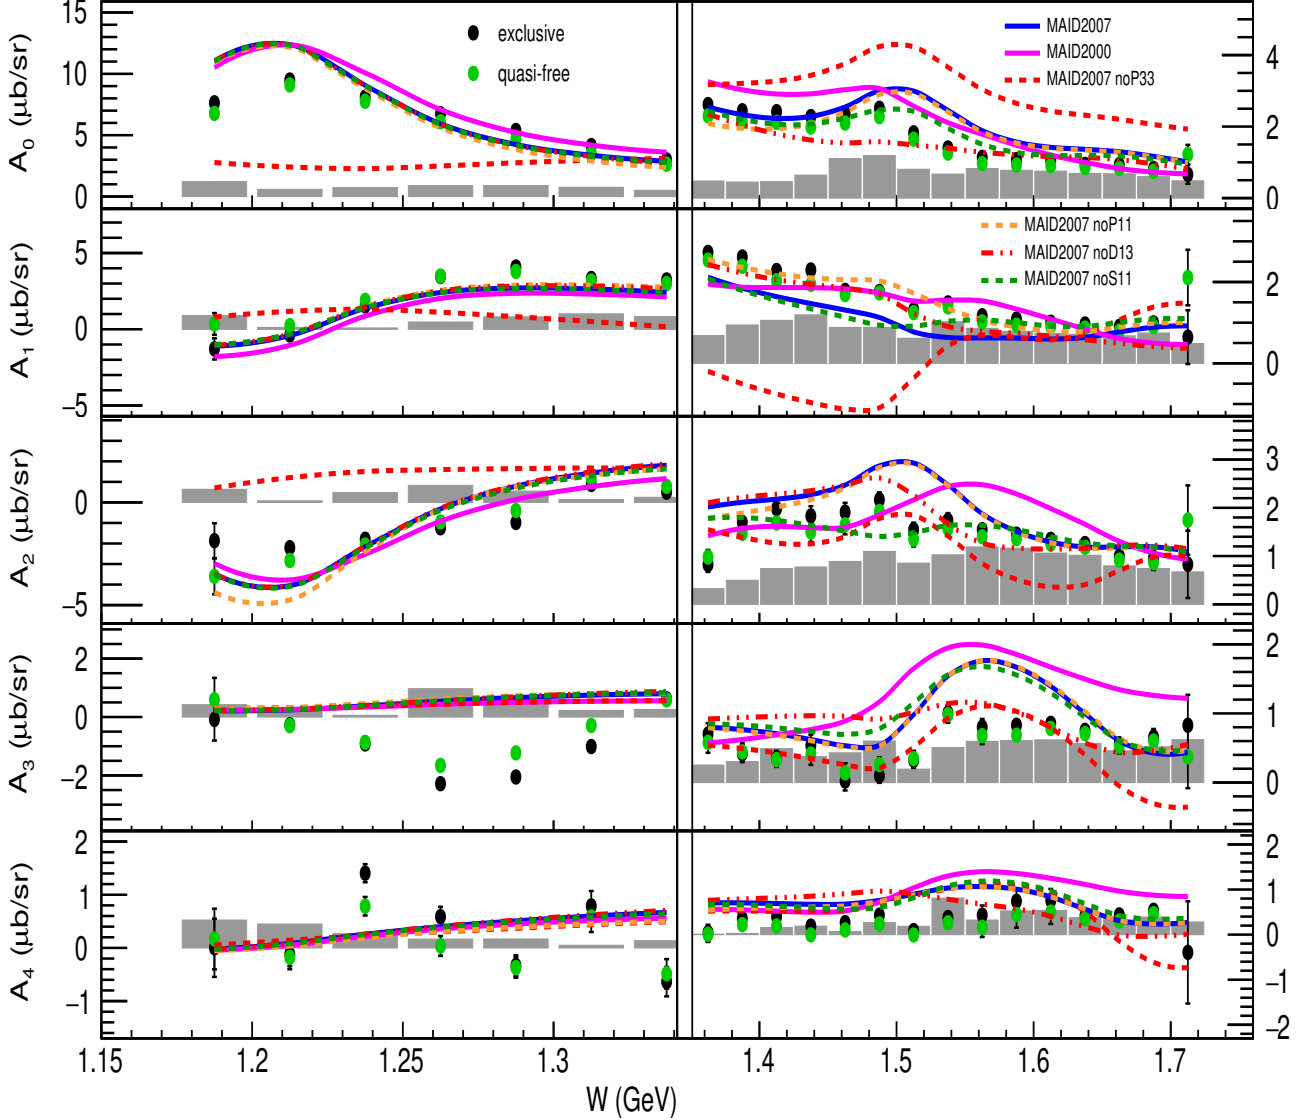 A0 (μb/sr)
15
10
5
0
exclusive
quasi-free
MAID2007
MAID2000
MAID2007 noP33
4
2
0
A1 (μb/sr)
5
0
−5
MAID2007 noP11
MAID2007 noD13
MAID2007 noS11
2
0
A2 (μb/sr)
0
−5
3
2
1
0
A3 (μb/sr)
2
0
−2
2
1
0
A4 (μb/sr)
2
1
0
−1
2
1
0
−1
−2
1.15
1.2
1.25
1.3
1.4
1.5
1.6
1.7
W (GeV)